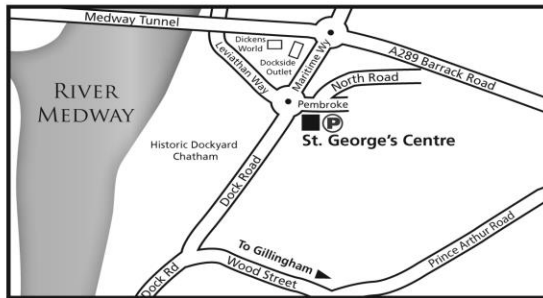 Medway Tunnel
Dickens
World
Dockside
Outlet
Maritime Wy
Leviathan Way
A289 Barrack Road
North Road
Pembroke
RIVER
MEDWAY
P
St. George's Centre
Historic Dockyard
Chatham
Dock Road
To Gillingham
Wood Street
Prince Arthur Road
Dock Rd